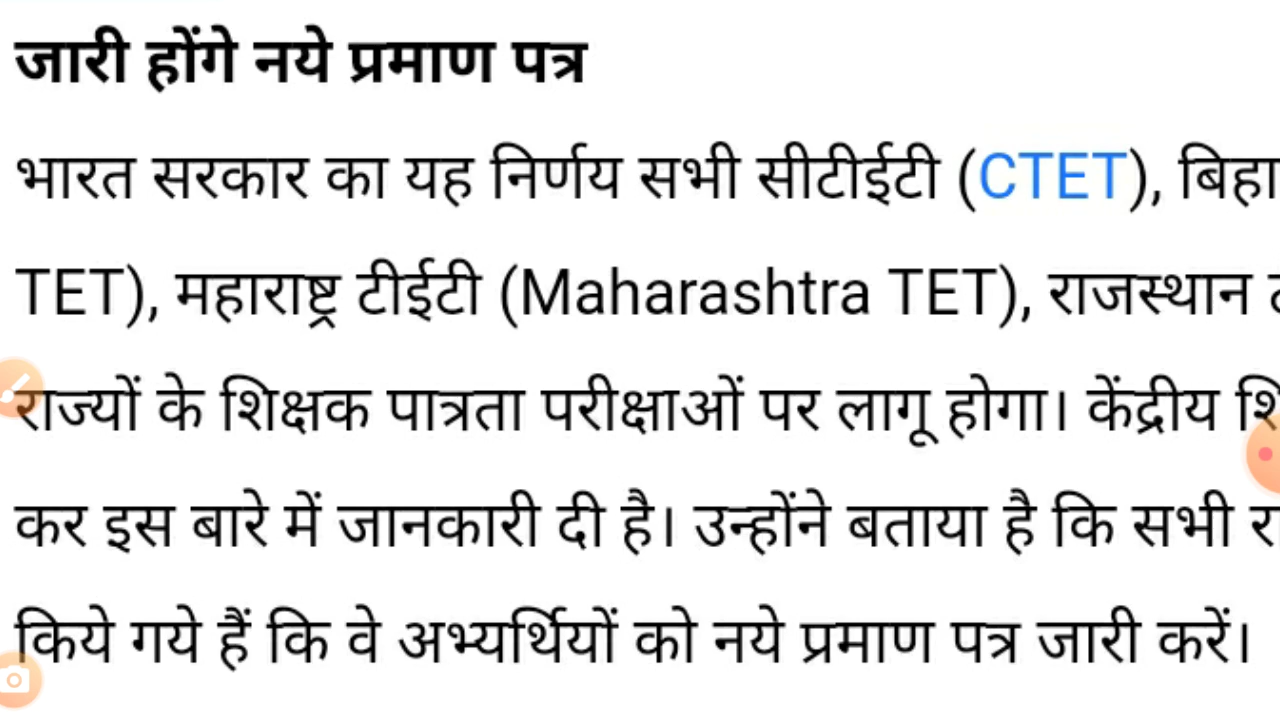 जारी होंगे नये प्रमाण पत्र
भारत सरकार का यह निर्णय सभी सीटीईटी (CTET), बिहा
TET), महाराष्ट्र टीईटी (Maharashtra TET), राजस्थान
राज्यों के शिक्षक पात्रता परीक्षाओं पर लागू होगा। केंद्रीय शि
कर इस बारे में जानकारी दी है। उन्होंने बताया है कि सभी रा
किये गये हैं कि वे अभ्यर्थियों को नये प्रमाण पत्र जारी करें।